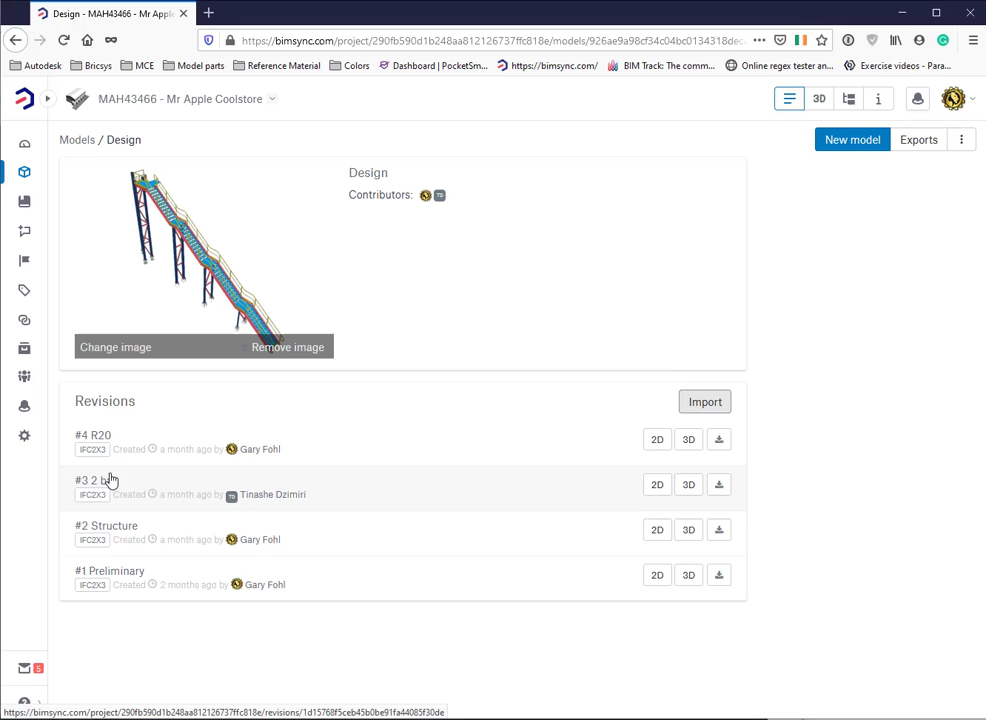 Design - MAH43466 - Mr Apple
https://bimsync.com/project/290fb590d1b248aa812126737ffc818e/models/926ae9a98cf34c04bc0134318dec
Autodesk Bricsys MCE Model parts Reference Material Colors Dashboard | PocketSm... https://bimsync.com/ BIM Track: The comm... Online regex tester an... Exercise videos - Para...
MAH43466 - Mr Apple Coolstore 3D
Models / Design New model Exports
Design
Contributors: TD
Change image Remove image
Revisions Import
#4 R20
IFC2X3 Created a month ago by Gary Fohl 2D 3D
#3 2 b
IFC2X3 Created a month ago by TD Tinashe Dzimiri 2D 3D
#2 Structure
IFC2X3 Created a month ago by Gary Fohl 2D 3D
#1 Preliminary
IFC2X3 Created 2 months ago by Gary Fohl 2D 3D
5
https://bimsync.com/project/290fb590d1b248aa812126737ffc818e/revisions/1d15768f5ceb45b0be91fa44085f30de